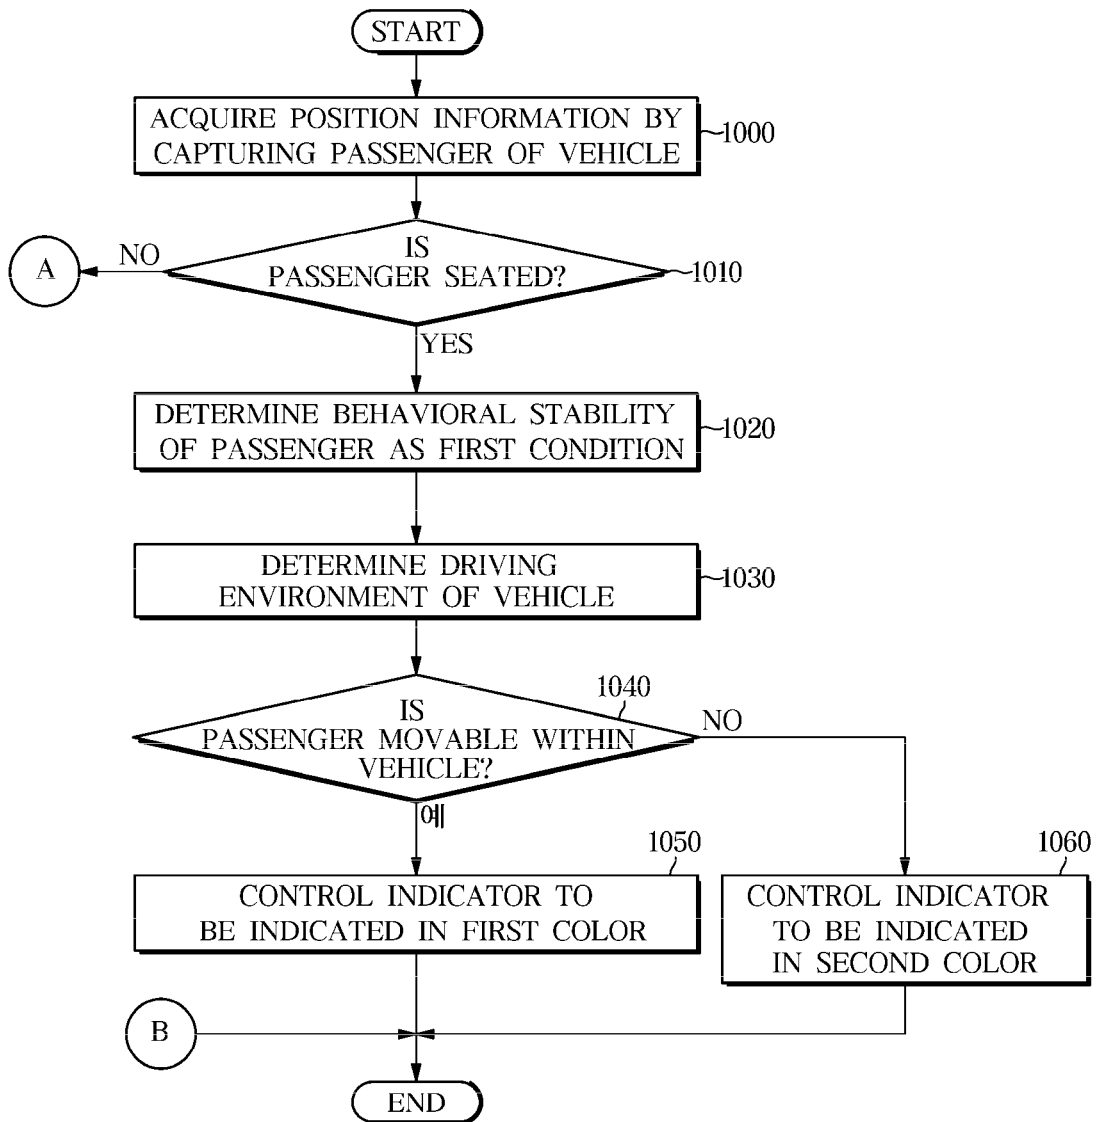 START
ACQUIRE POSITION INFORMATION BY
CAPTURING PASSENGER OF VEHICLE
1000
IS
PASSENGER SEATED?
1010
NO
A
YES
DETERMINE BEHAVIORAL STABILITY
OF PASSENGER AS FIRST CONDITION
1020
DETERMINE DRIVING
ENVIRONMENT OF VEHICLE
1030
1040
IS
PASSENGER MOVABLE WITHIN
VEHICLE?
NO
예
1050
CONTROL INDICATOR TO
BE INDICATED IN FIRST COLOR
1060
CONTROL INDICATOR
TO BE INDICATED
IN SECOND COLOR
B
END